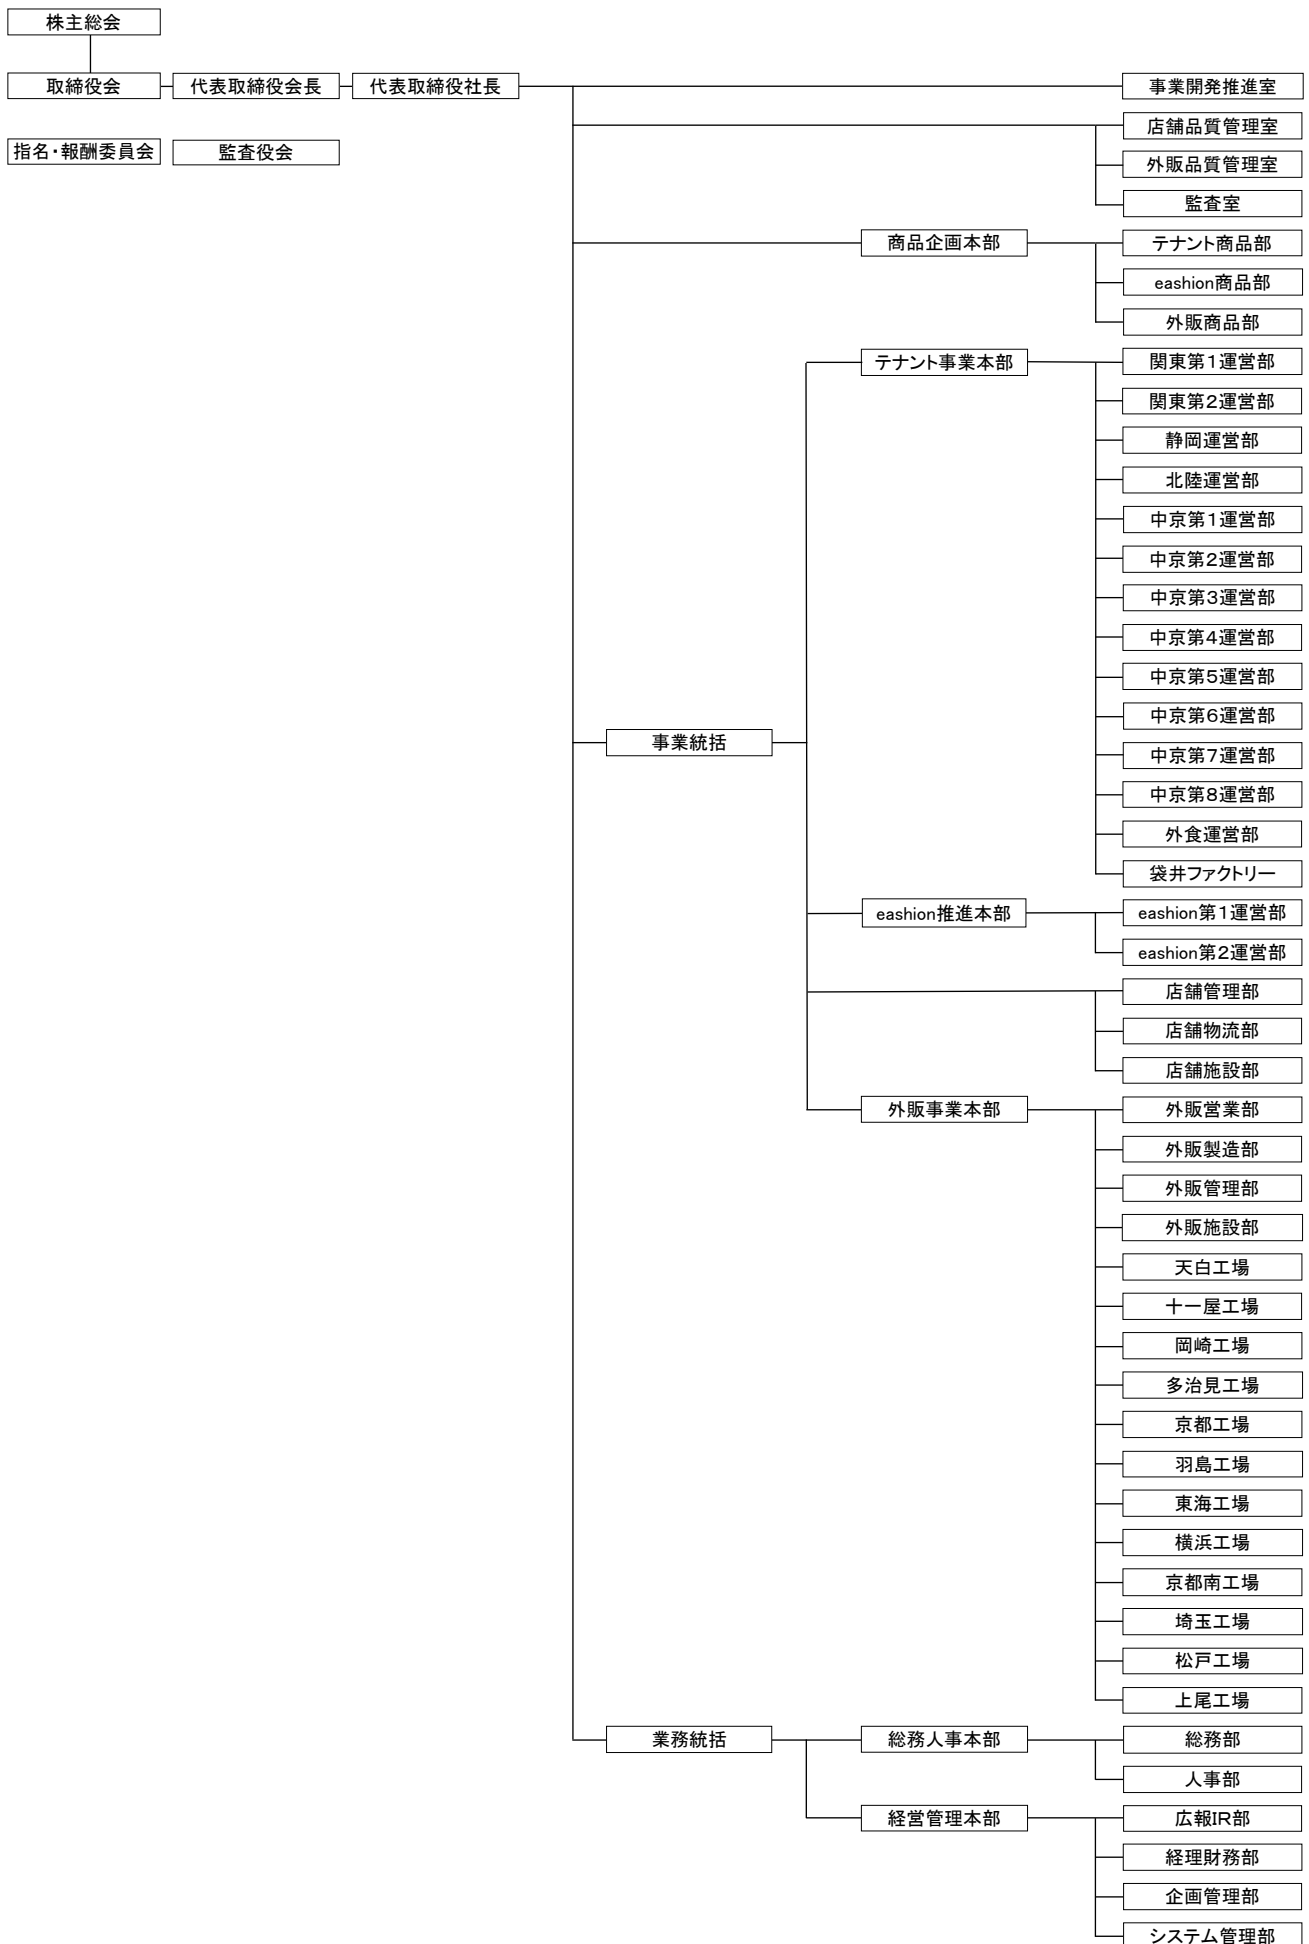 株主総会
取締役会
代表取締役会長
代表取締役社長
事業開発推進室
指名・報酬委員会
監査役会
店舗品質管理室
外販品質管理室
監査室
商品企画本部
テナント商品部
eashion商品部
外販商品部
テナント事業本部
関東第1運営部
関東第2運営部
静岡運営部
北陸運営部
中京第1運営部
中京第2運営部
中京第3運営部
中京第4運営部
中京第5運営部
中京第6運営部
事業統括
中京第7運営部
中京第8運営部
外食運営部
袋井ファクトリー
eashion推進本部
eashion第1運営部
eashion第2運営部
店舗管理部
店舗物流部
店舗施設部
外販事業本部
外販営業部
外販製造部
外販管理部
外販施設部
天白工場
十一屋工場
岡崎工場
多治見工場
京都工場
羽島工場
東海工場
横浜工場
京都南工場
埼玉工場
松戸工場
上尾工場
業務統括
総務人事本部
総務部
人事部
経営管理本部
広報IR部
経理財務部
企画管理部
システム管理部